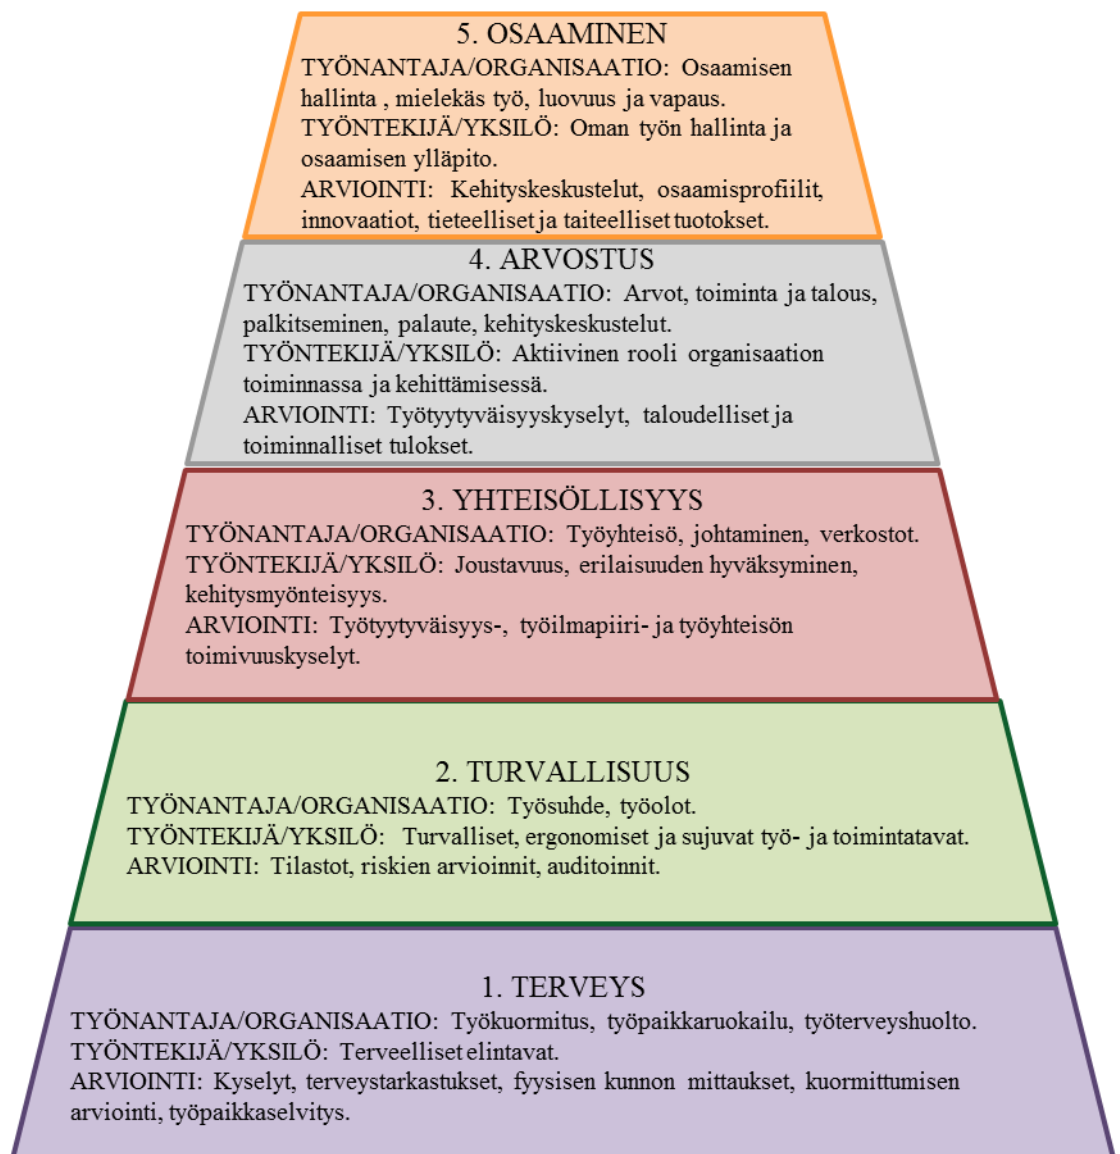 5. OSAAMINEN
TYÖNANTAJA/ORGANISAATIO: Osaamisen
hallinta , mielekäs työ, luovuus ja vapaus.
TYÖNTEKIJÄ/YKSILÖ: Oman työn hallinta ja
osaamisen ylläpito.
ARVIOINTI: Kehityskeskustelut, osaamisprofiilit,
innovaatiot, tieteelliset ja taiteelliset tuotokset.
4. ARVOSTUS
TYÖNANTAJA/ORGANISAATIO: Arvot, toiminta ja talous,
palkitseminen, palaute, kehityskeskustelut.
TYÖNTEKIJÄ/YKSILÖ: Aktiivinen rooli organisaation
toiminnassa ja kehittämisessä.
ARVIOINTI: Työtyytyväisyyskyselyt, taloudelliset ja
toiminnalliset tulokset.
3. YHTEISÖLLISYYS
TYÖNANTAJA/ORGANISAATIO: Työyhteisö, johtaminen, verkostot.
TYÖNTEKIJÄ/YKSILÖ: Joustavuus, erilaisuuden hyväksyminen,
kehitysmyönteisyys.
ARVIOINTI: Työtyytyväisyys-, työilmapiiri- ja työyhteisön
toimivuuskyselyt.
2. TURVALLISUUS
TYÖNANTAJA/ORGANISAATIO: Työsuhde, työolot.
TYÖNTEKIJÄ/YKSILÖ: Turvalliset, ergonomiset ja sujuvat työ- ja toimintatavat.
ARVIOINTI: Tilastot, riskien arvioinnit, auditoinnit.
1. TERVEYS
TYÖNANTAJA/ORGANISAATIO: Työkuormitus, työpaikkaruokailu, työterveyshuolto.
TYÖNTEKIJÄ/YKSILÖ: Terveelliset elintavat.
ARVIOINTI: Kyselyt, terveystarkastukset, fyysisen kunnon mittaukset, kuormittumisen
arviointi, työpaikkaselvitys.